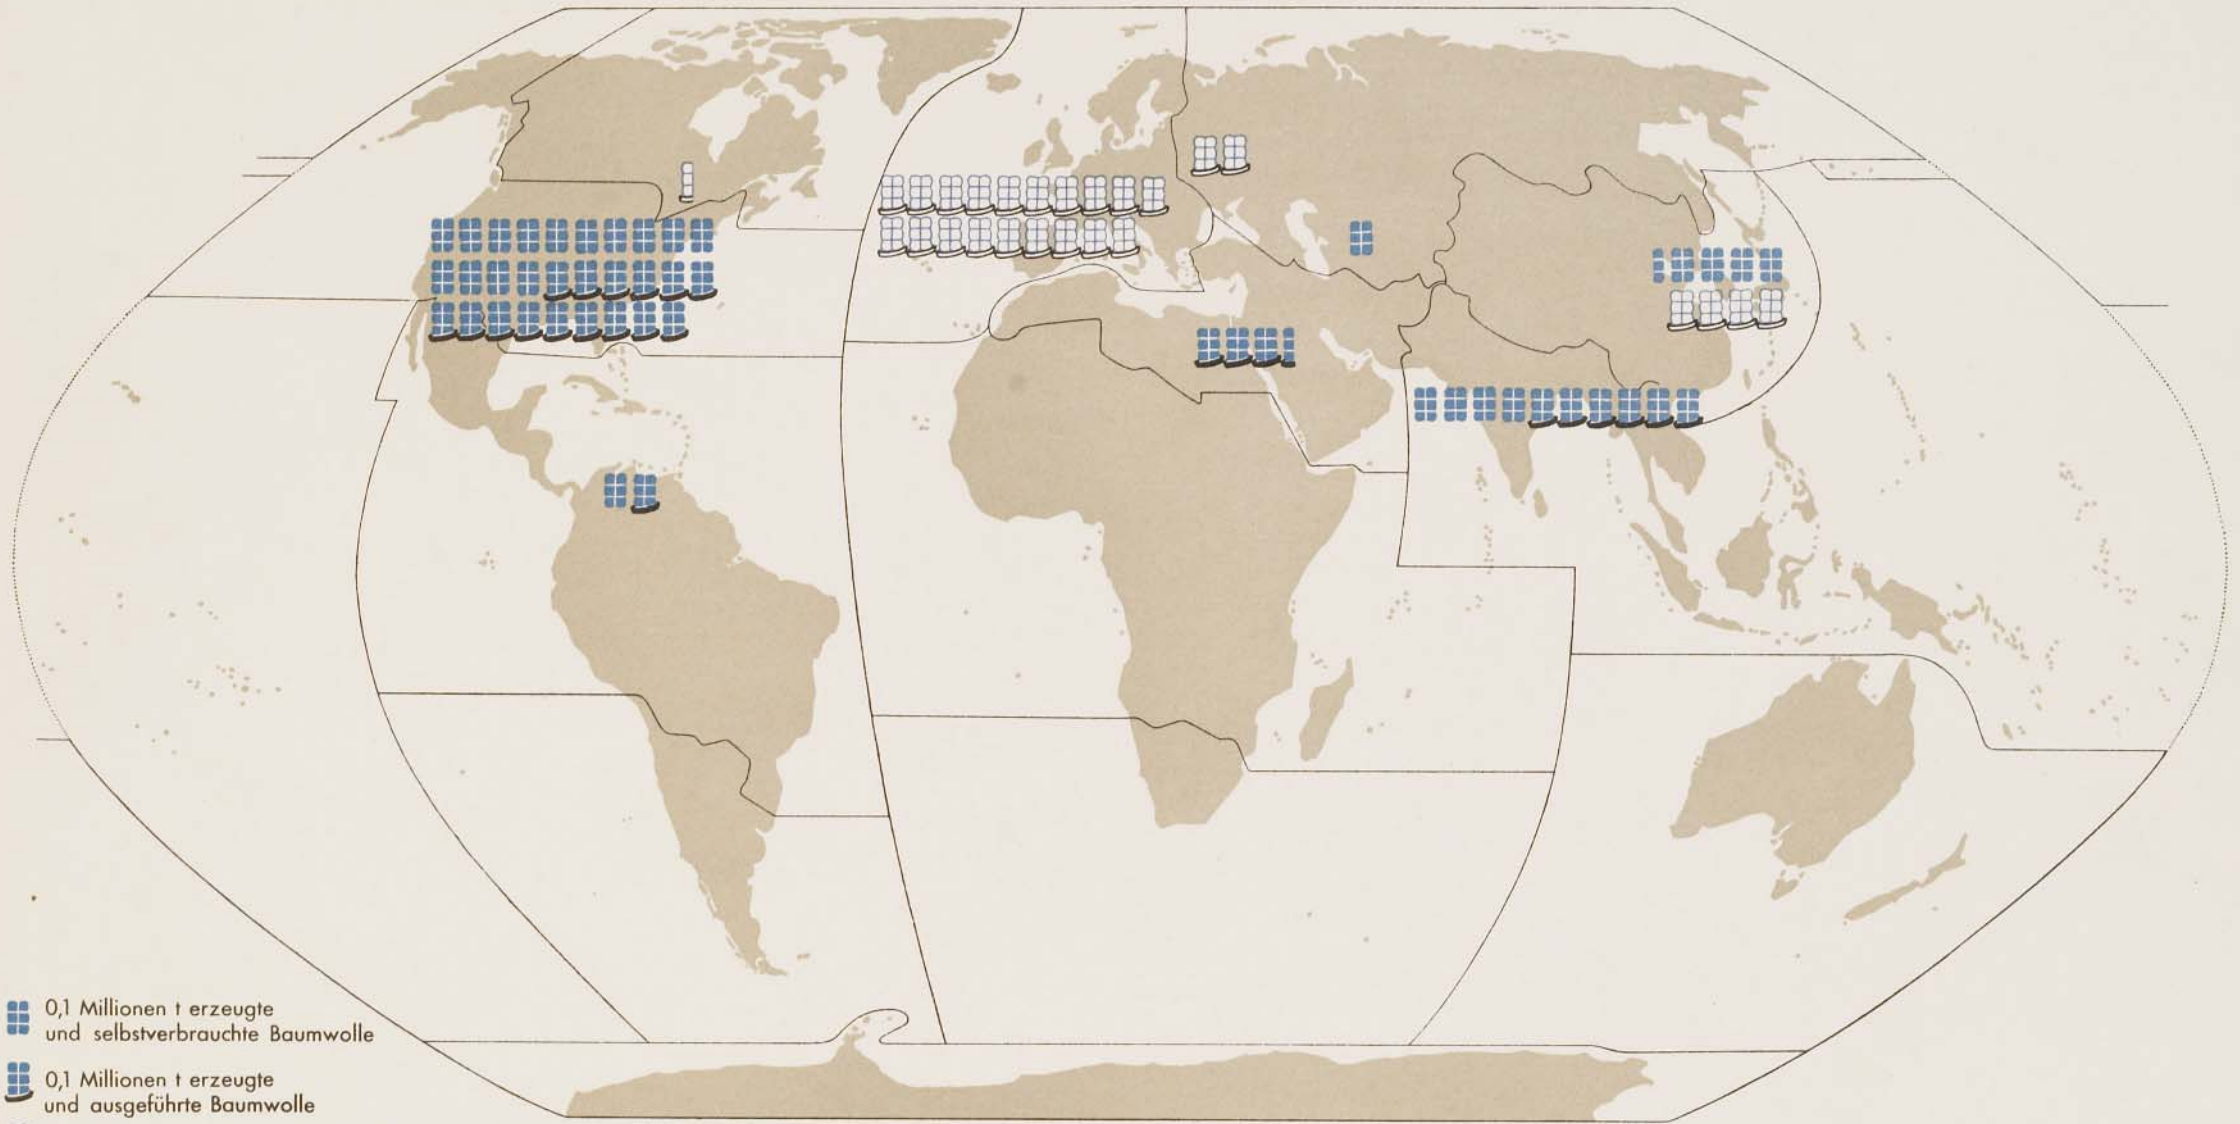 0,1 Millionen t erzeugte
und selbstverbrauchte Baumwolle
0,1 Millionen t erzeugte
und ausgeführte Baumwolle